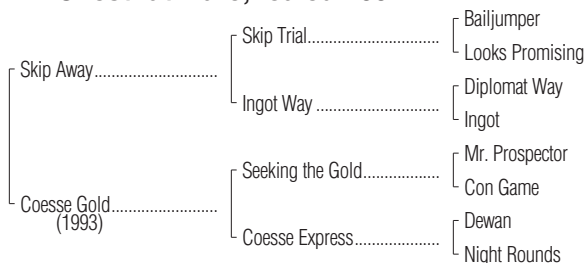 Skip Away
Coesse Gold
(1993)
Skip Trial
Ingot Way
Seeking the Gold
Coesse Express
Bailjumper
Looks Promising
Diplomat Way
Ingot
Mr. Prospector
Con Game
Dewan
Night Rounds